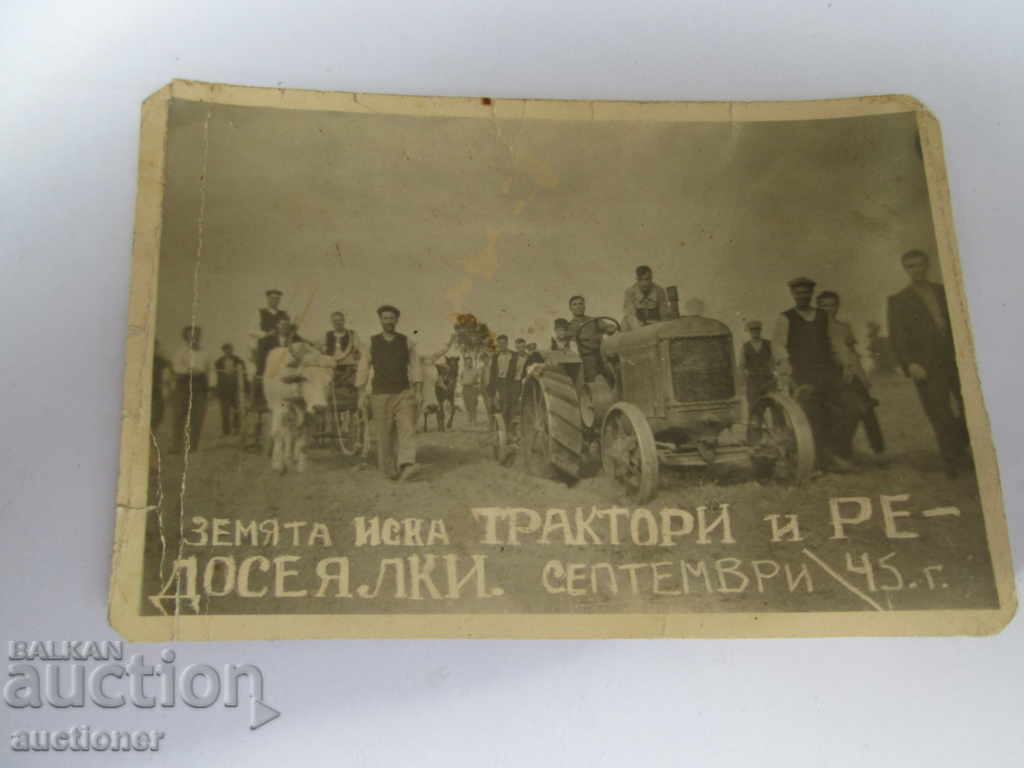 ЗЕМЯТА ИСКА ТРАКТОРИ И РЕ-
ДОСЕЯЛКИ. СЕПТЕМВРИ \45. г.
BALKAN
auction
auctioner